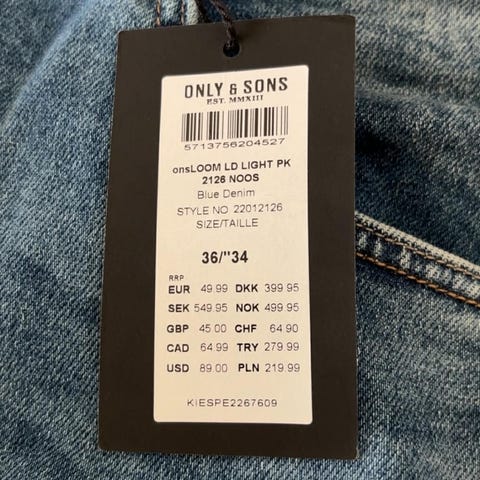 ONLY & SONS
EST. MMXIII
5713756204527
onsLOOM LD LIGHT PK
2126 NOOS
Blue Denim
STYLE NO 22012126
SIZE/TAILLE
36/"34
RRP
EUR 49.99 DKK 399.95
SEK 549.95 NOK 499.95
GBP 45.00 CHF 64.90
CAD 64.99 TRY 279.99
USD 89.00 PLN 219.99
KIESPE2267609